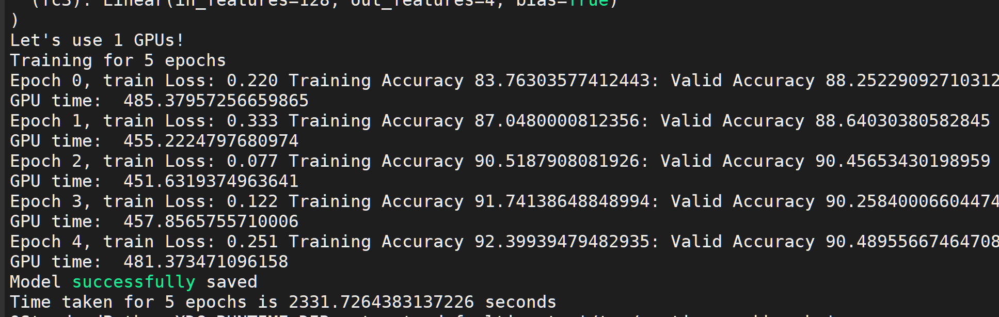 (fc3): Linear(in_features=128, out_features=4, bias=True)
)
Let's use 1 GPUs!
Training for 5 epochs
Epoch 0, train Loss: 0.220 Training Accuracy 83.76303577412443: Valid Accuracy 88.25229092710312
GPU time:  485.37957256659865
Epoch 1, train Loss: 0.333 Training Accuracy 87.0480000812356: Valid Accuracy 88.64030380582845
GPU time:  455.2224797680974
Epoch 2, train Loss: 0.077 Training Accuracy 90.5187908081926: Valid Accuracy 90.45653430198959
GPU time:  451.6319374963641
Epoch 3, train Loss: 0.122 Training Accuracy 91.74138648848994: Valid Accuracy 90.25840006604474
GPU time:  457.8565755710006
Epoch 4, train Loss: 0.251 Training Accuracy 92.39939479482935: Valid Accuracy 90.48955667464708
GPU time:  481.373471096158
Model successfully saved
Time taken for 5 epochs is 2331.7264383137226 seconds